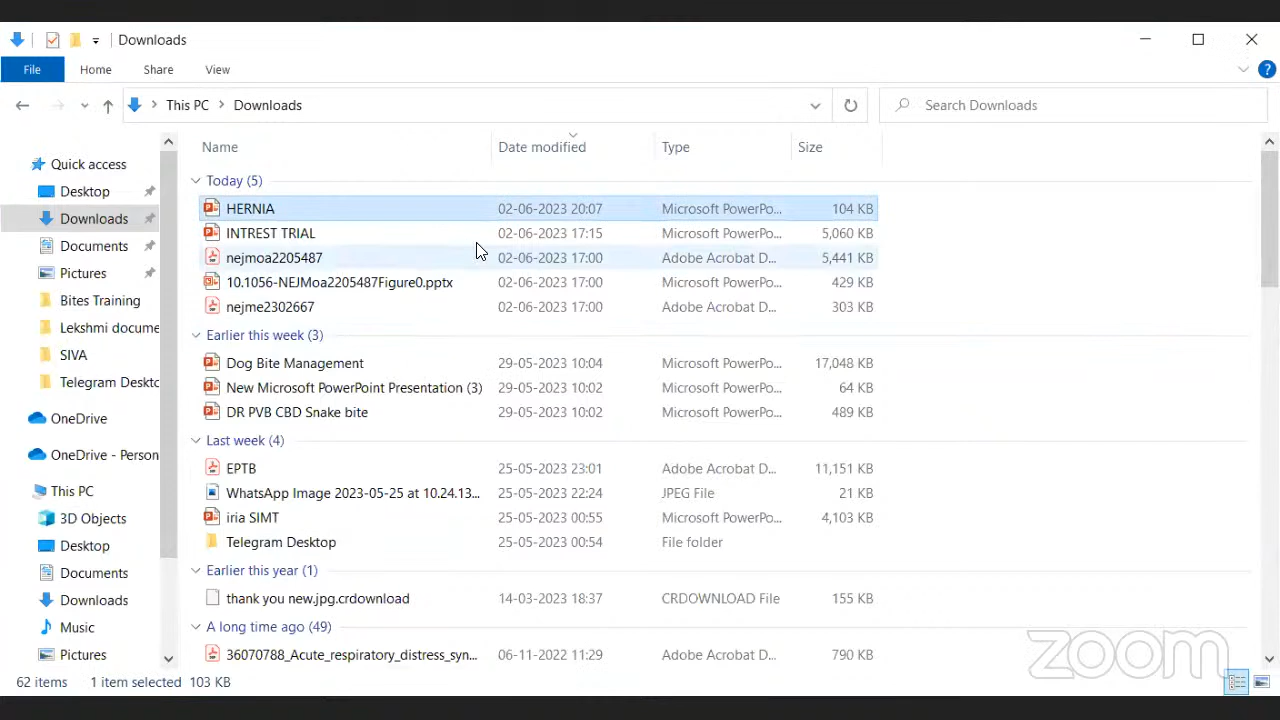 Downloads
File Home Share View
This PC Downloads Search Downloads
Name Date modified Type Size
Quick access
Desktop
Downloads
Documents
Pictures
Bites Training
Lekshmi docume
SIVA
Telegram Deskto
OneDrive
OneDrive - Person
This PC
3D Objects
Desktop
Documents
Downloads
Music
Pictures
Today (5)
HERNIA 02-06-2023 20:07 Microsoft PowerPo... 104 KB
INTREST TRIAL 02-06-2023 17:15 Microsoft PowerPo... 5,060 KB
nejmoa2205487 02-06-2023 17:00 Adobe Acrobat D... 5,441 KB
10.1056-NEJMoa2205487Figure0.pptx 02-06-2023 17:00 Microsoft PowerPo... 429 KB
nejme2302667 02-06-2023 17:00 Adobe Acrobat D... 303 KB
Earlier this week (3)
Dog Bite Management 29-05-2023 10:04 Microsoft PowerPo... 17,048 KB
New Microsoft PowerPoint Presentation (3) 29-05-2023 10:02 Microsoft PowerPo... 64 KB
DR PVB CBD Snake bite 29-05-2023 10:02 Microsoft PowerPo... 489 KB
Last week (4)
EPTB 25-05-2023 23:01 Adobe Acrobat D... 11,151 KB
WhatsApp Image 2023-05-25 at 10.24.13... 25-05-2023 22:24 JPEG File 21 KB
iria SIMT 25-05-2023 00:55 Microsoft PowerPo... 4,103 KB
Telegram Desktop 25-05-2023 00:54 File folder
Earlier this year (1)
thank you new.jpg.crdownload 14-03-2023 18:37 CRDOWNLOAD File 155 KB
A long time ago (49)
36070788_Acute_respiratory_distress_syn... 06-11-2022 11:29 Adobe Acrobat D... 790 KB
zoom
62 items 1 item selected 103 KB